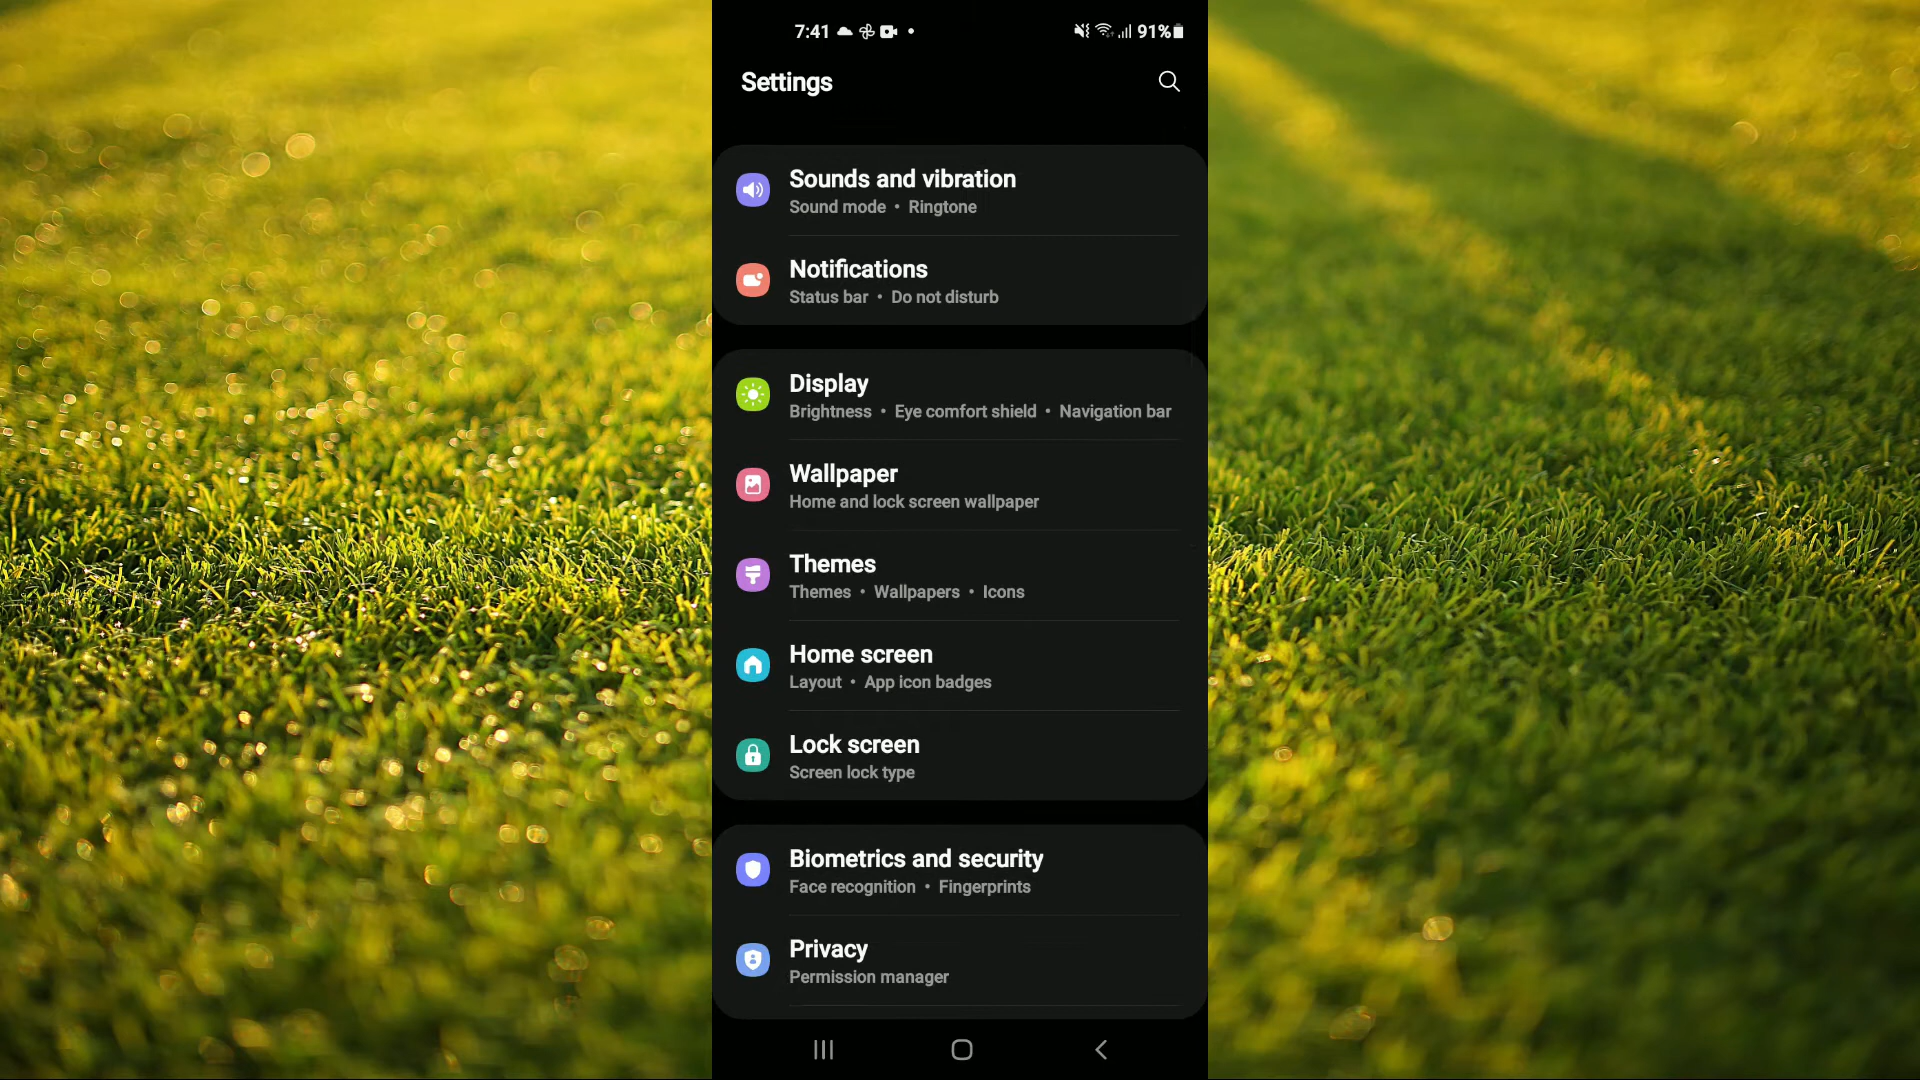 7:41
91%
Settings
Sounds and vibration
Sound mode • Ringtone
Notifications
Status bar • Do not disturb
Display
Brightness • Eye comfort shield • Navigation bar
Wallpaper
Home and lock screen wallpaper
Themes
Themes • Wallpapers • Icons
Home screen
Layout • App icon badges
Lock screen
Screen lock type
Biometrics and security
Face recognition • Fingerprints
Privacy
Permission manager